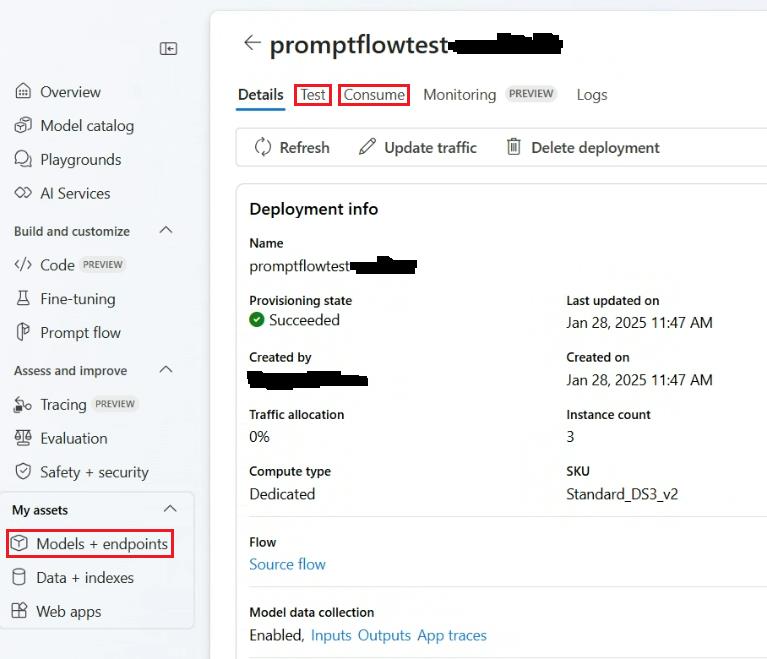 promptflowtest
Overview
Model catalog
Playgrounds
AI Services
Build and customize
Code PREVIEW
Fine-tuning
Prompt flow
Assess and improve
Tracing PREVIEW
Evaluation
Safety + security
My assets
Models + endpoints
Data + indexes
Web apps
Details Test Consume Monitoring PREVIEW Logs
Refresh Update traffic Delete deployment
Deployment info
Name
promptflowtest
Provisioning state Last updated on
Succeeded Jan 28, 2025 11:47 AM
Created by Created on
Jan 28, 2025 11:47 AM
Traffic allocation Instance count
0% 3
Compute type SKU
Dedicated Standard_DS3_v2
Flow
Source flow
Model data collection
Enabled, Inputs Outputs App traces